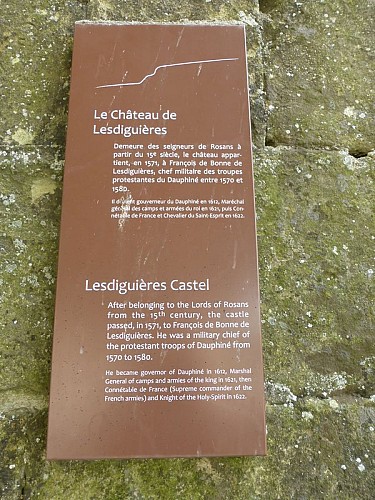 Le Château de
Lesdiguières
Demeure des seigneurs de Rosans à
partir du 15e siècle, le château appar-
tient, en 1571, à François de Bonne de
Lesdiguières, chef militaire des troupes
protestantes du Dauphiné entre 1570 et
1580.
Il devient gouverneur du Dauphiné en 1612, Maréchal
général des camps et armées du roi en 1621, puis Con-
nétable de France et Chevalier du Saint-Esprit en 1622.
Lesdiguières Castel
After belonging to the Lords of Rosans
from the 15th century, the castle
passed, in 1571, to François de Bonne de
Lesdiguières. He was a military chief of
the protestant troops of Dauphiné from
1570 to 1580.
He became governor of Dauphiné in 1612, Marshal
General of camps and armies of the king in 1621, then
Connétable de France (Supreme commander of the
French armies) and Knight of the Holy-Spirit in 1622.